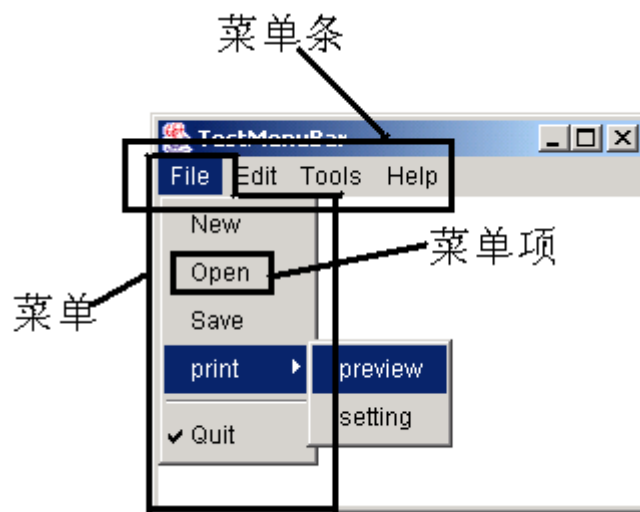 菜单条
TestMenuBar
File Edit Tools Help
New
Open
菜单项
菜单
Save
print
preview
setting
Quit